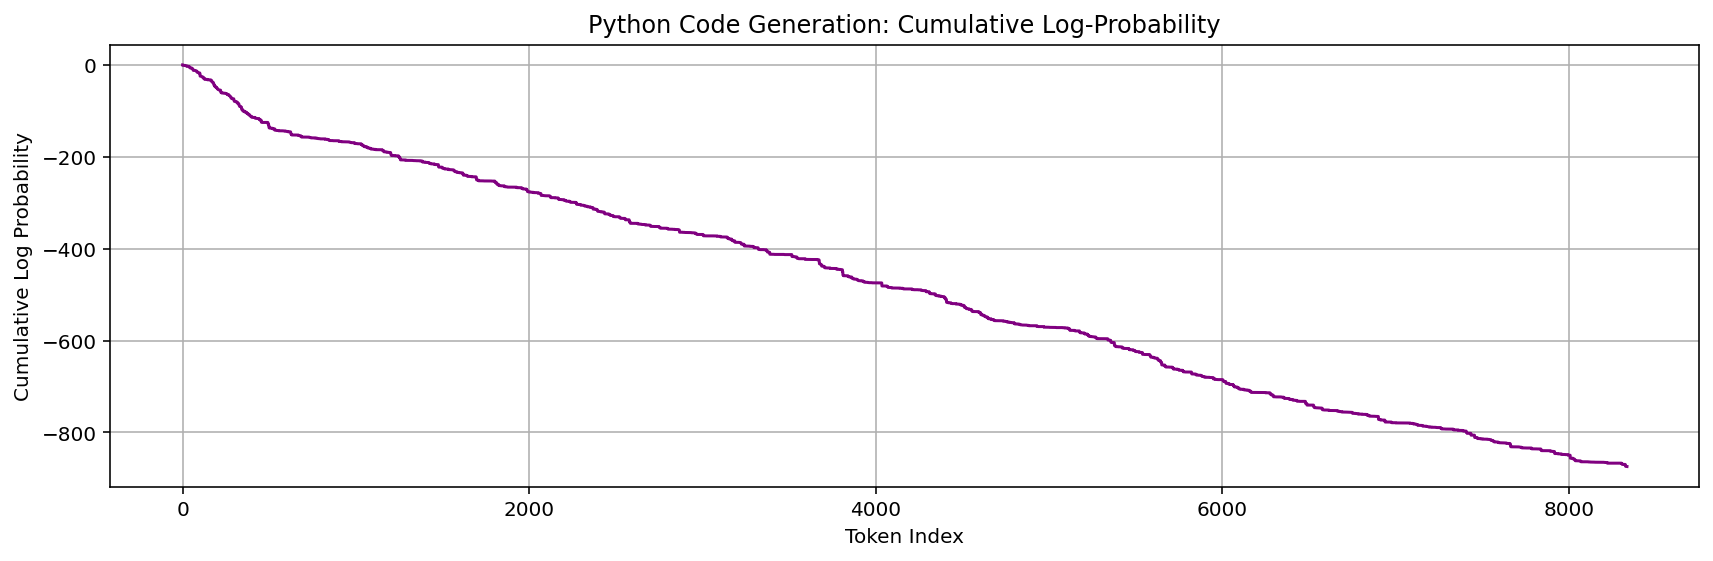 Python Code Generation: Cumulative Log-Probability
Cumulative Log Probability
0
−200
−400
−600
−800
0 2000 4000 6000 8000
Token Index